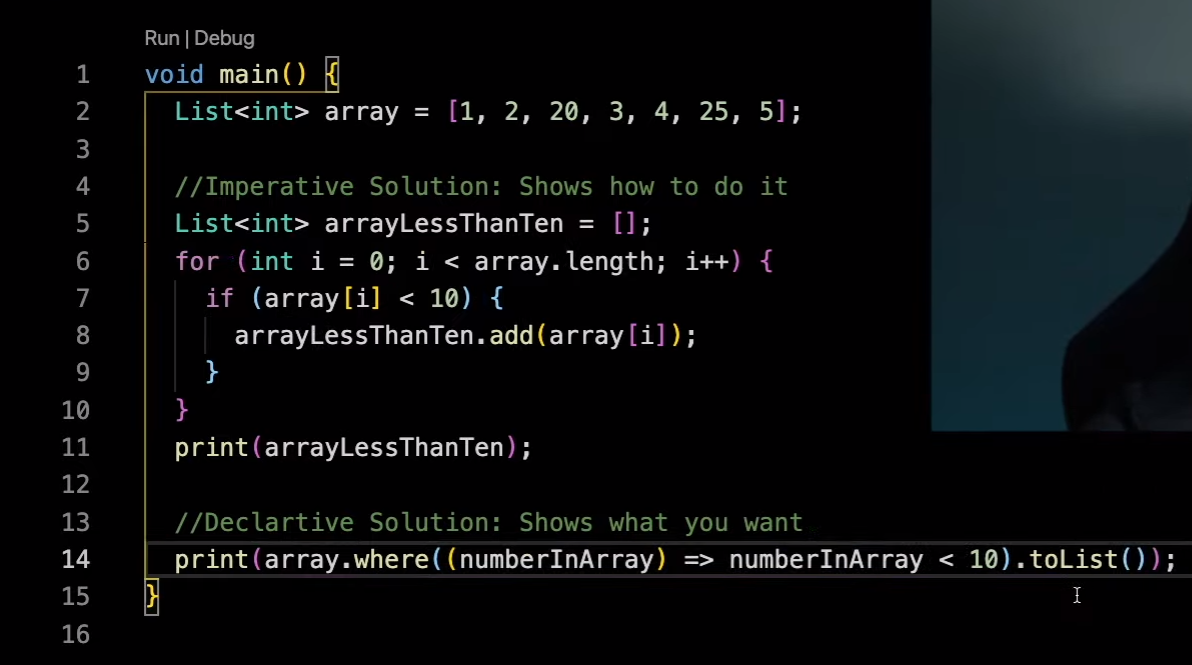 Run | Debug
1 void main() {
2 List<int> array = [1, 2, 20, 3, 4, 25, 5];
3
4 //Imperative Solution: Shows how to do it
5 List<int> arrayLessThanTen = [];
6 for (int i = 0; i < array.length; i++) {
7 if (array[i] < 10) {
8 arrayLessThanTen.add(array[i]);
9 }
10 }
11 print(arrayLessThanTen);
12
13 //Declartive Solution: Shows what you want
14 print(array.where((numberInArray) => numberInArray < 10).toList());
15 }
16